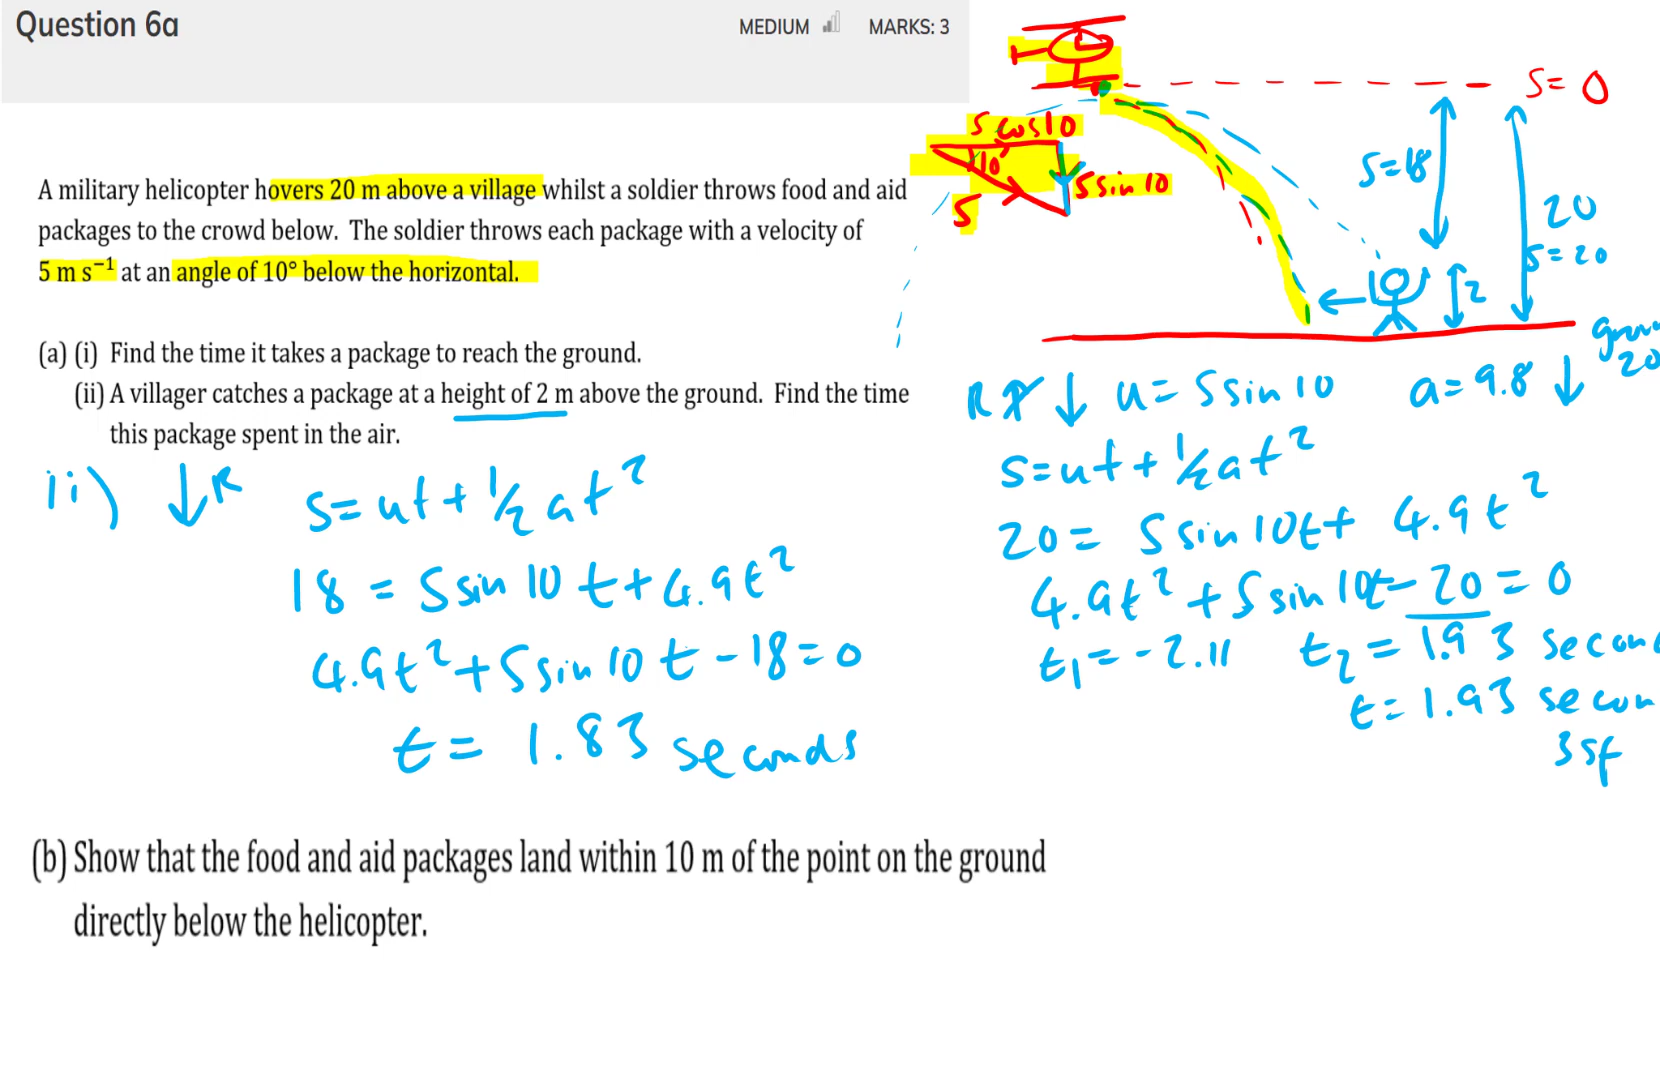 Question 6a
MEDIUM MARKS: 3
A military helicopter hovers 20 m above a village whilst a soldier throws food and aid
packages to the crowd below. The soldier throws each package with a velocity of
5 m s⁻¹ at an angle of 10° below the horizontal.
(a) (i) Find the time it takes a package to reach the ground.
(ii) A villager catches a package at a height of 2 m above the ground. Find the time
this package spent in the air.
S= 0
5 cos10
10°
5
5 sin 10
S=18
20
S=20
2
20
R ↓ u= 5 sin 10 a= 9.8 ↓
S=ut+½at²
20= 5 sin 10t+ 4.9t²
4.9t²+5 sin 10t-20=0
t₁=-2.11 t₂= 1.93
t= 1.93
3 sf
ii) ↓R S=ut+½at²
18 = 5 sin 10 t+4.9t²
4.9t²+5 sin 10 t-18=0
t= 1.83 seconds
(b) Show that the food and aid packages land within 10 m of the point on the ground
directly below the helicopter.